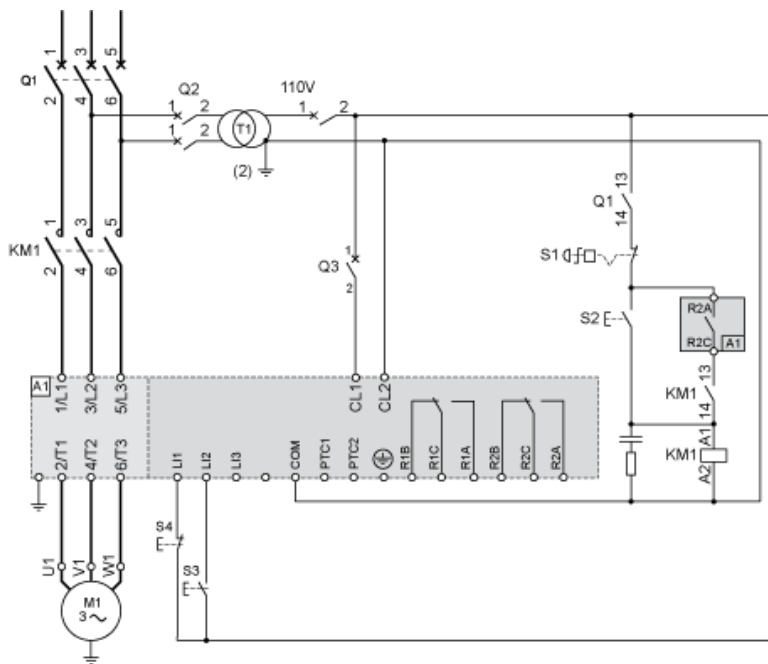 1 3 5
Q1
2 4 6
Q2
1 2
1 2
T1
(2)
110V
1 2
13
Q1
14
1 3 5
KM1
2 4 6
1
Q3
2
S1
S2
R2A
R2C A1
13
KM1
14
A1
KM1
A2
A1
1/L1 3/L2 5/L3 CL1 CL2
2/T1 4/T2 6/T3 LI1 LI2 LI3 COM PTC1 PTC2 R1B R1C R1A R2B R2C R2A
S4
S3
U1 V1 W1
M1
3